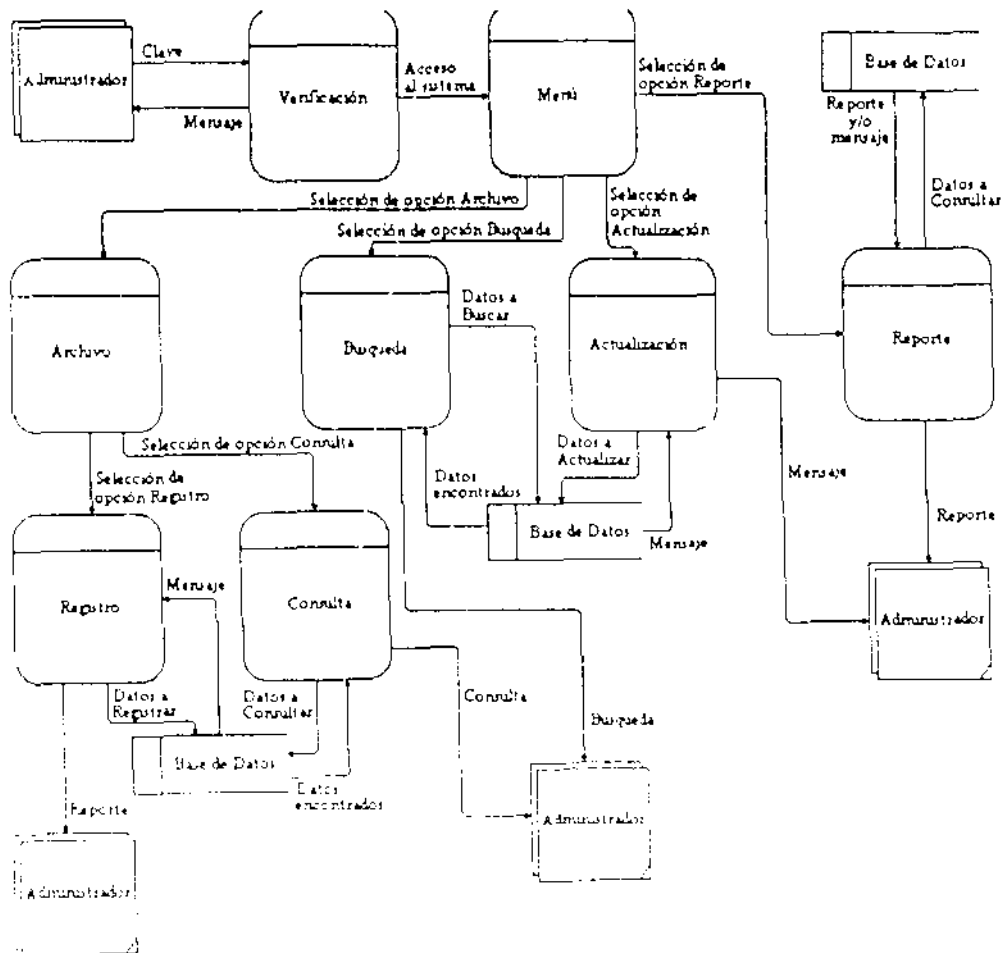 Administrador
Clave
Mensaje
Verificación
Acceso
al sistema
Menú
Selección de
opción Reporte
Base de Datos
Reporte
y/o
mensaje
Datos a
Consultar
Selección de opción Archivo
Selección de opción Busqueda
Selección de
opción
Actualización
Archivo
Busqueda
Datos a
Buscar
Actualización
Reporte
Selección de opción Consulta
Selección de
opción Registro
Datos
encontrados
Datos a
Actualizar
Base de Datos
Mensaje
Mensaje
Reporte
Administrador
Registro
Mensaje
Consulta
Datos a
Registrar
Datos a
Consultar
Consulta
Busqueda
Base de Datos
Datos
encontrados
Reporte
Administrador
Administrador